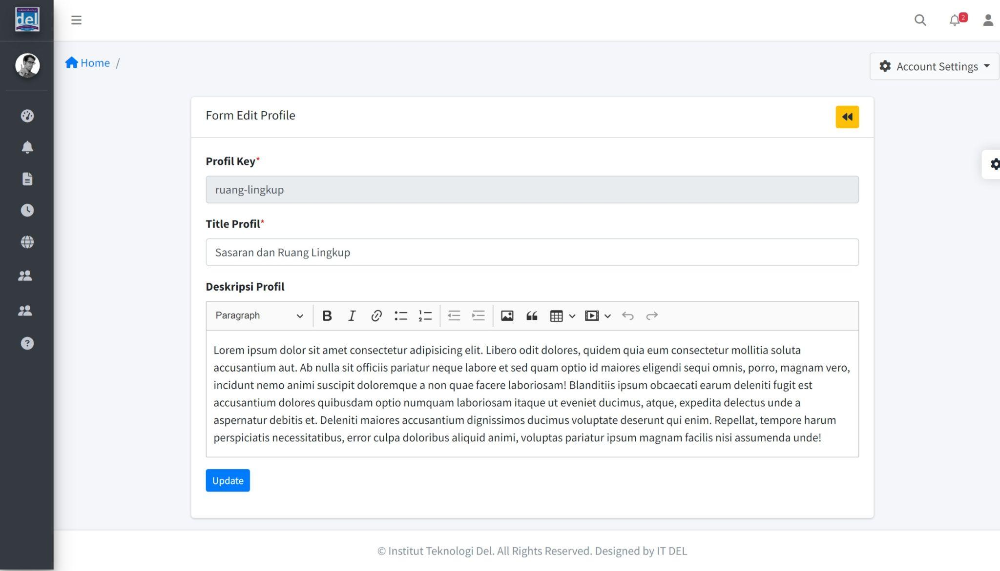 del
2
Home /
Account Settings
Form Edit Profile
Profil Key*
ruang-lingkup
Title Profil*
Sasaran dan Ruang Lingkup
Deskripsi Profil
Paragraph
Lorem ipsum dolor sit amet consectetur adipisicing elit. Libero odit dolores, quidem quia eum consectetur mollitia soluta
accusantium aut. Ab nulla sit officiis pariatur neque labore et sed quam optio id maiores eligendi sequi omnis, porro, magnam vero,
incidunt nemo animi suscipit doloremque a non quae facere laboriosam! Blanditiis ipsum obcaecati earum deleniti fugit est
accusantium dolores quibusdam optio numquam laboriosam itaque ut eveniet ducimus, atque, expedita delectus unde a
aspernatur debitis et. Deleniti maiores accusantium dignissimos ducimus voluptate deserunt qui enim. Repellat, tempore harum
perspiciatis necessitatibus, error culpa doloribus aliquid animi, voluptas pariatur ipsum magnam facilis nisi assumenda unde!
Update
© Institut Teknologi Del. All Rights Reserved. Designed by IT DEL